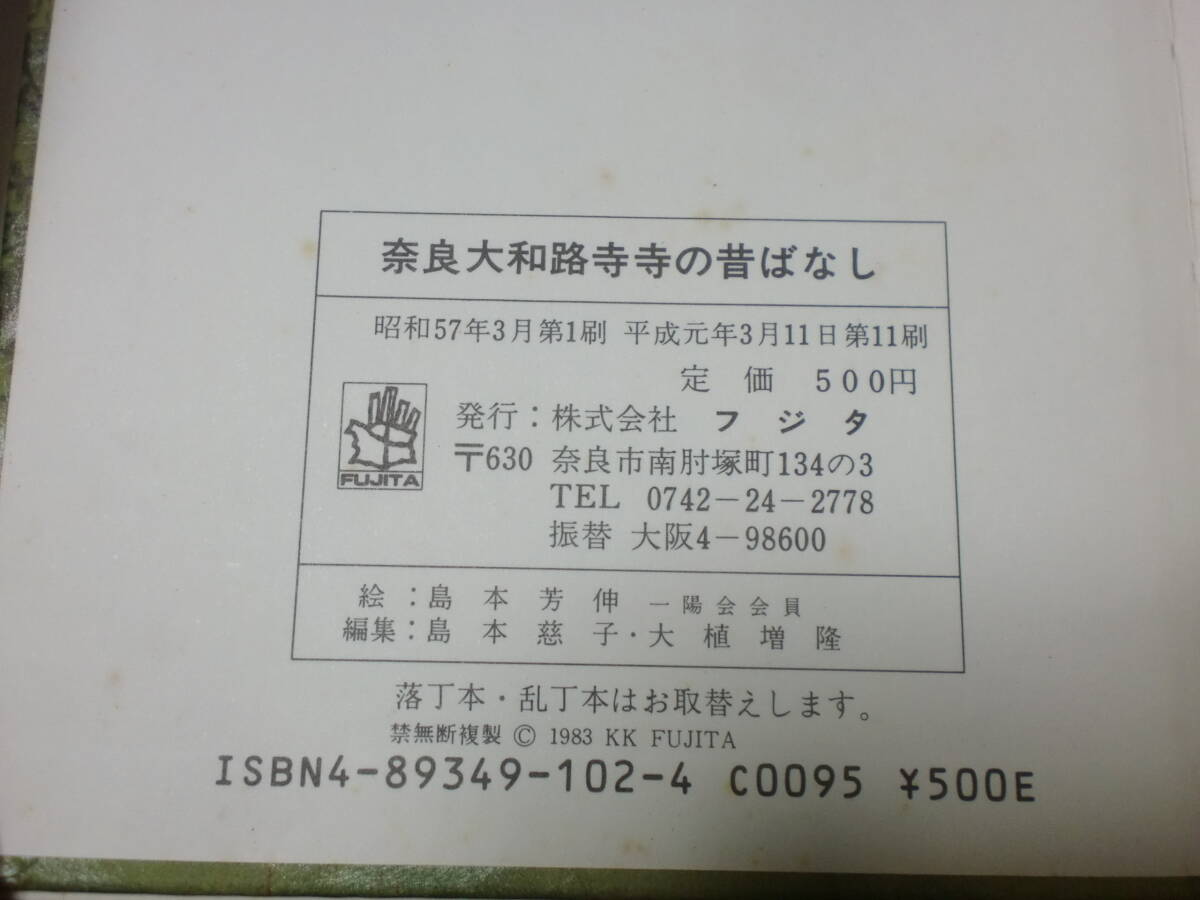 奈良大和路寺寺の昔ばなし
昭和57年3月第1刷 平成元年3月11日第11刷
定 価 500円
発行：株式会社 フ ジ タ
〒630 奈良市南肘塚町134の3
TEL 0742－24－2778
振替 大阪4－98600
FUJITA
絵：島 本 芳 伸 一陽会会員
編集：島 本 慈 子・大 植 増 隆
落丁本・乱丁本はお取替えします。
禁無断複製 © 1983 KK FUJITA
ISBN4-89349-102-4 C0095 ¥500E